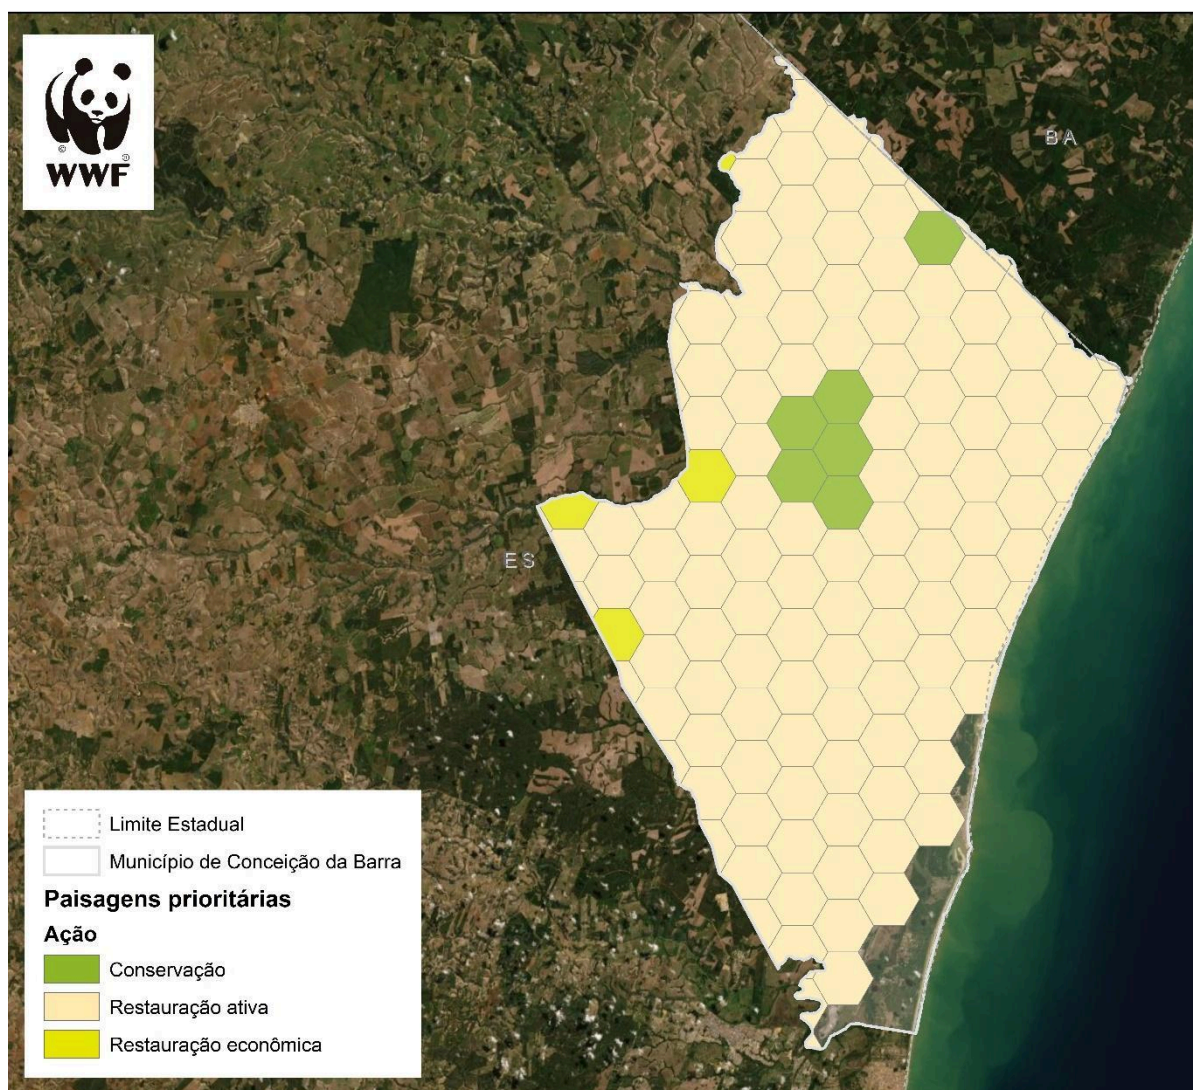 ©
®
WWF
BA
ES
Limite Estadual
Município de Conceição da Barra
Paisagens prioritárias
Ação
Conservação
Restauração ativa
Restauração econômica